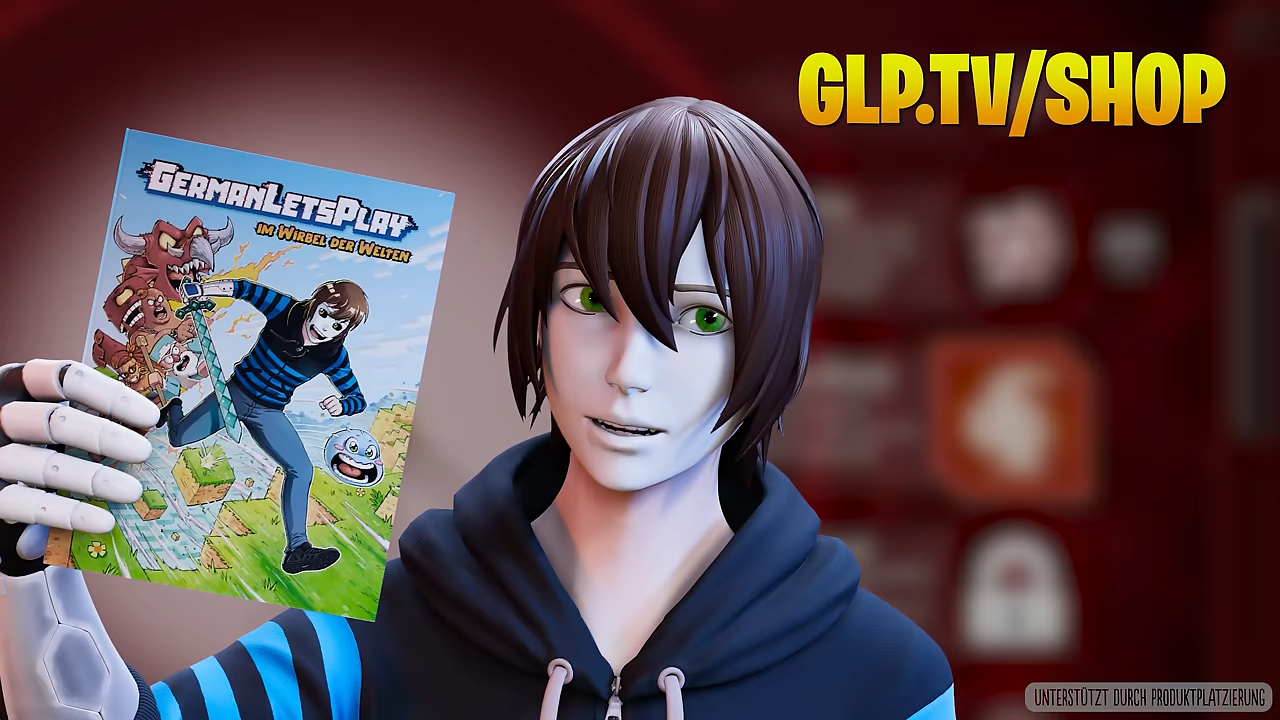 GLP.TV/SHOP
GERMANLETSPLAY
IM WIRBEL DER WELTEN
UNTERSTÜTZT DURCH PRODUKTPLATZIERUNG